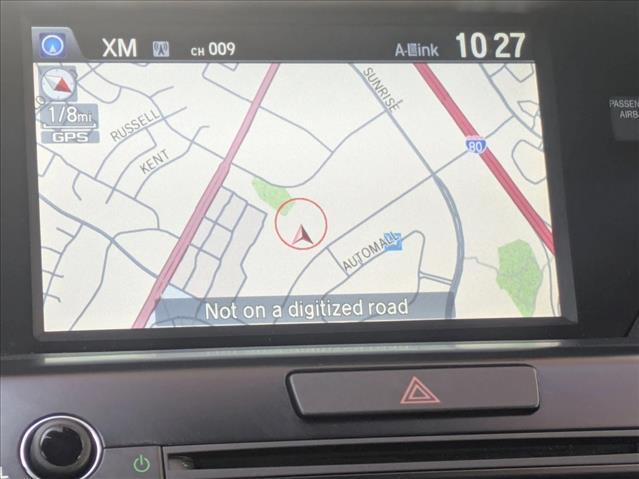 XM CH 009 A-Link 10 27
SUNRISE
1/8mi
GPS
RUSSELL
KENT
80
AUTOMALL
Not on a digitized road
PASSEN
AIRB
L